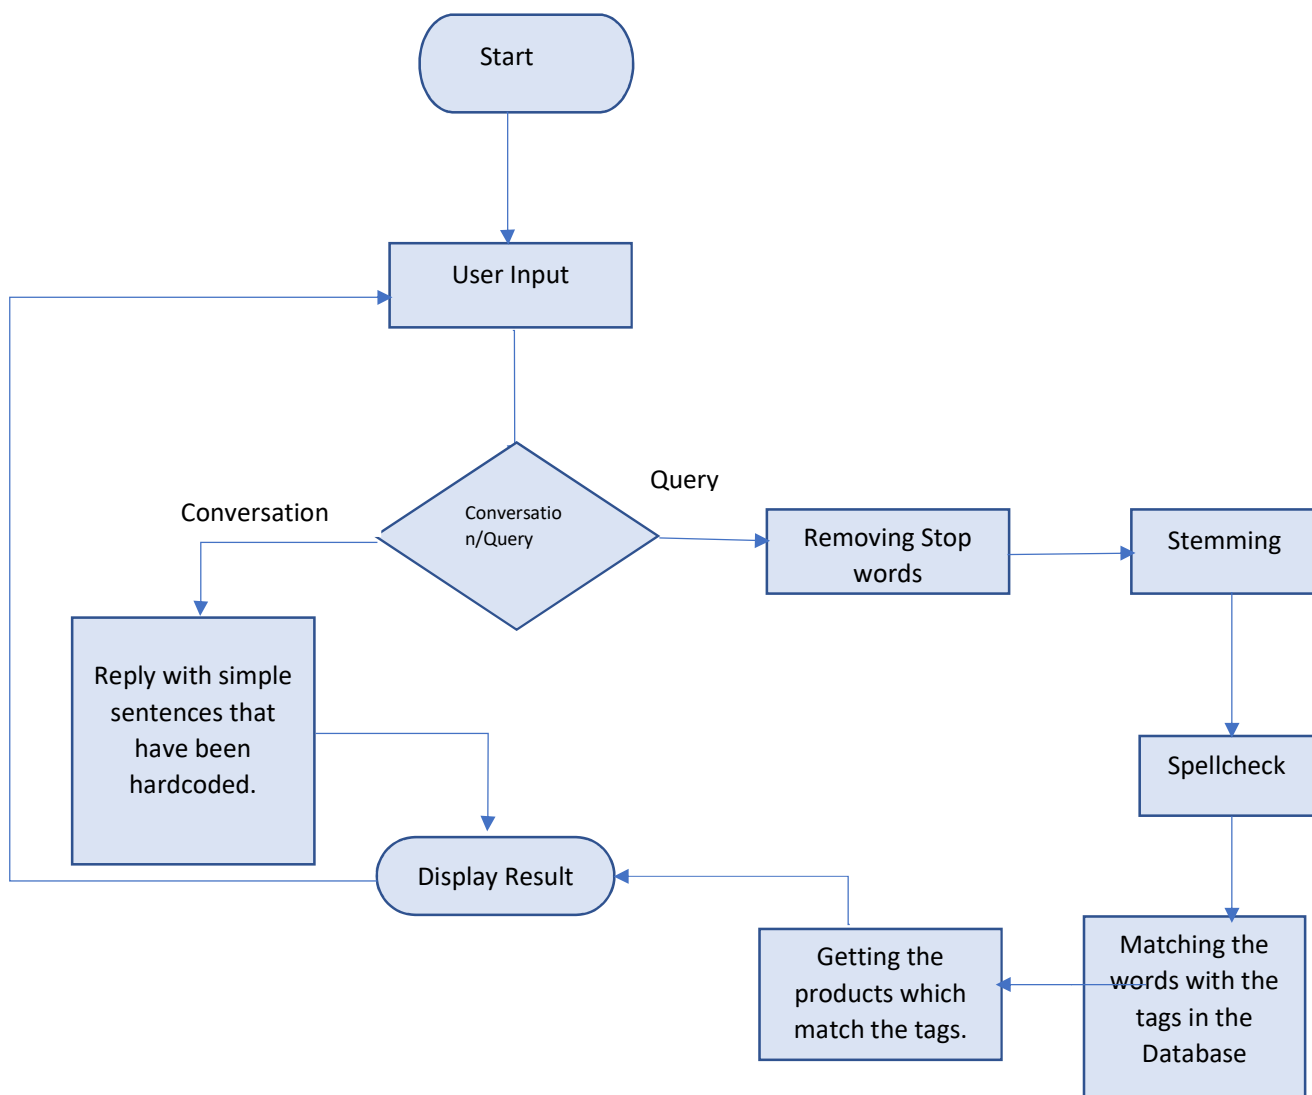 Start
User Input
Query
Conversation
Conversatio
n/Query
Removing Stop
words
Stemming
Reply with simple
sentences that
have been
hardcoded.
Spellcheck
Display Result
Getting the
products which
match the tags.
Matching the
words with the
tags in the
Database